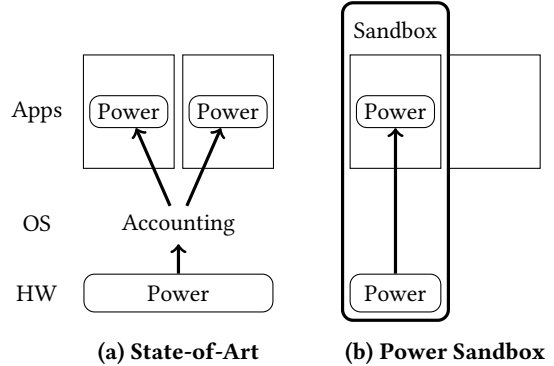 Sandbox
Apps Power Power Power
OS Accounting
HW Power Power
(a) State-of-Art (b) Power Sandbox